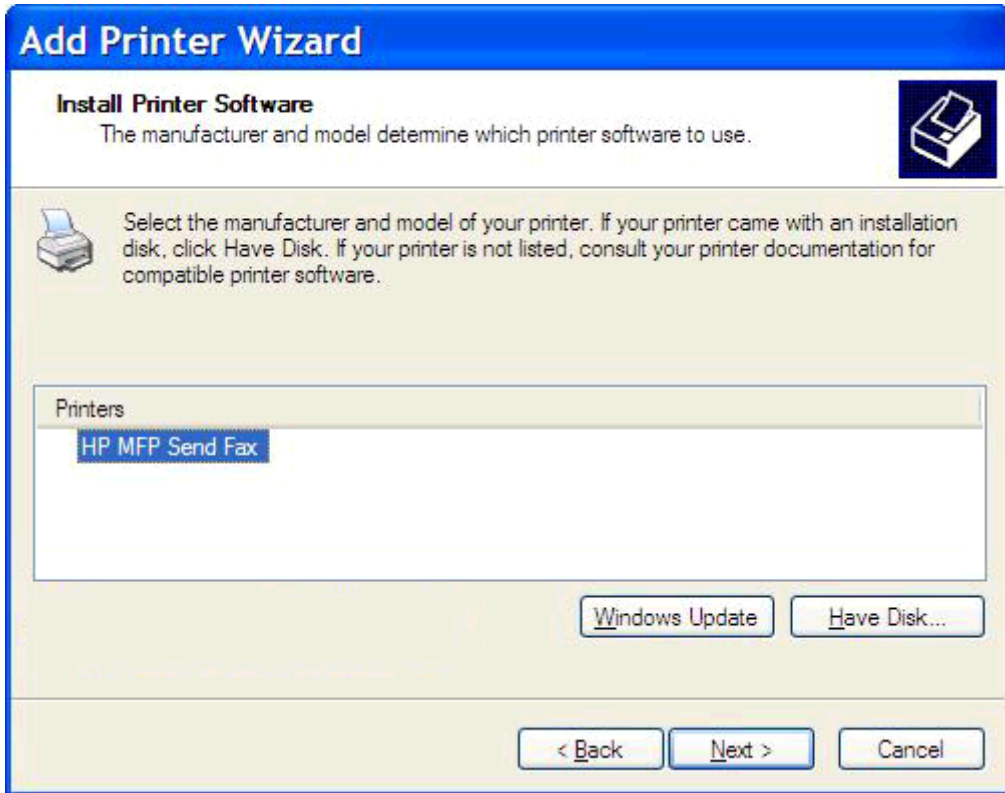 Add Printer Wizard
Install Printer Software
The manufacturer and model determine which printer software to use.
Select the manufacturer and model of your printer. If your printer came with an installation
disk, click Have Disk. If your printer is not listed, consult your printer documentation for
compatible printer software.
Printers
HP MFP Send Fax
Windows Update
Have Disk...
< Back
Next >
Cancel